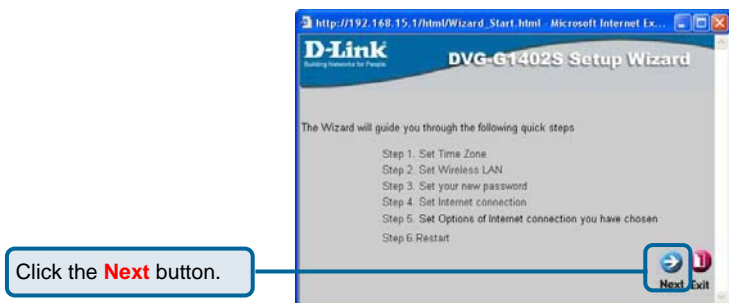 http://192.168.15.1/html/Wizard_Start.html - Microsoft Internet Ex...
D-Link
Building Networks for People
DVG-G1402S Setup Wizard
The Wizard will guide you through the following quick steps
Step 1. Set Time Zone
Step 2. Set Wireless LAN
Step 3. Set your new password
Step 4. Set Internet connection
Step 5. Set Options of Internet connection you have chosen
Step 6.Restart
Click the Next button.
Next Exit